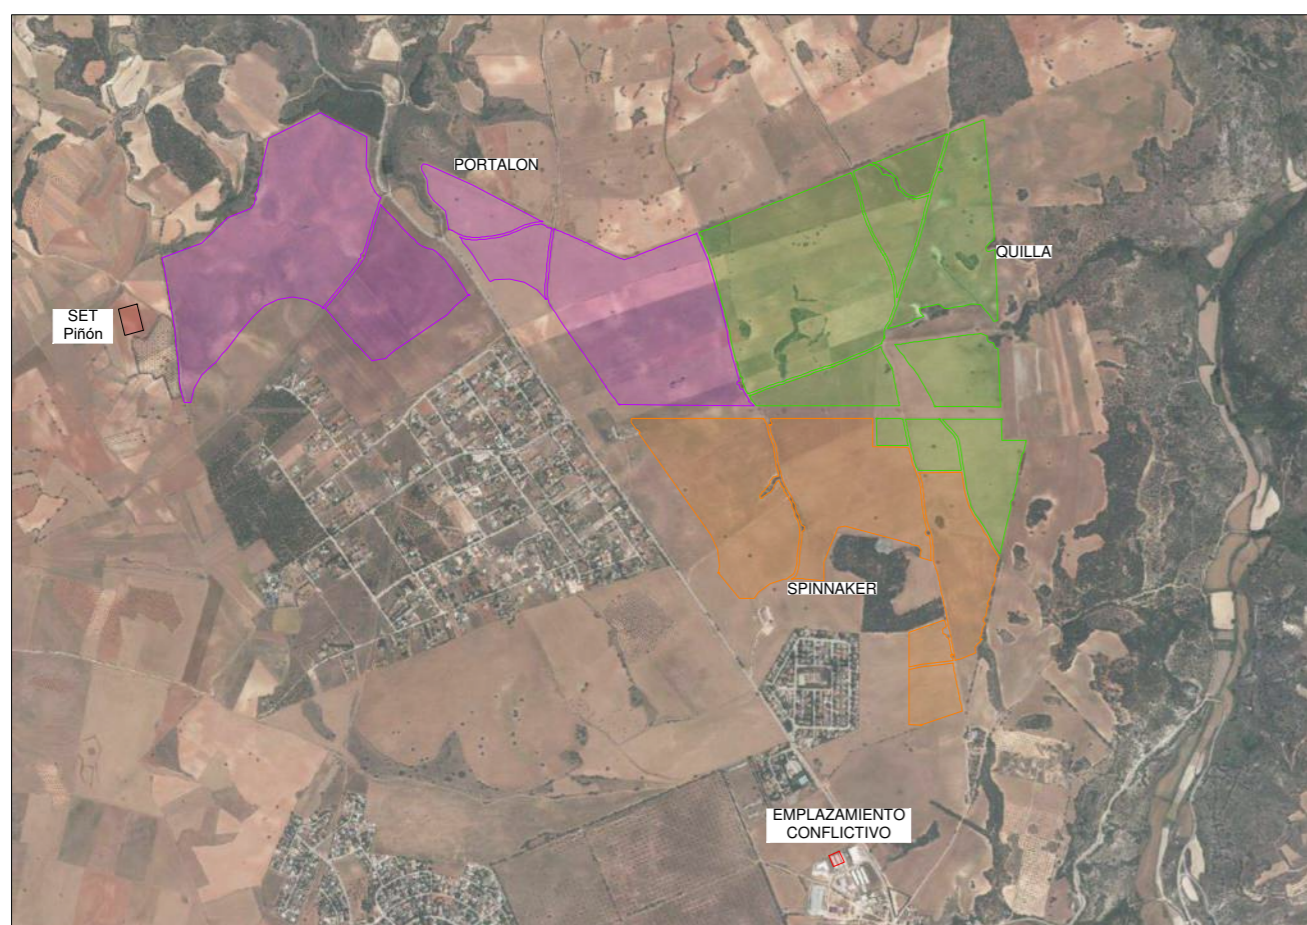 PORTALON
QUILLA
SET
Piñón
SPINNAKER
EMPLAZAMIENTO
CONFLICTIVO